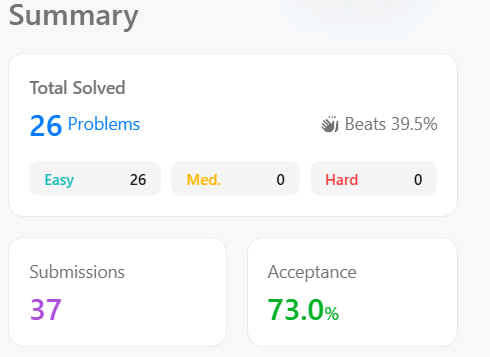 Summary
Total Solved
26 Problems
Beats 39.5%
Easy 26
Med. 0
Hard 0
Submissions
37
Acceptance
73.0%